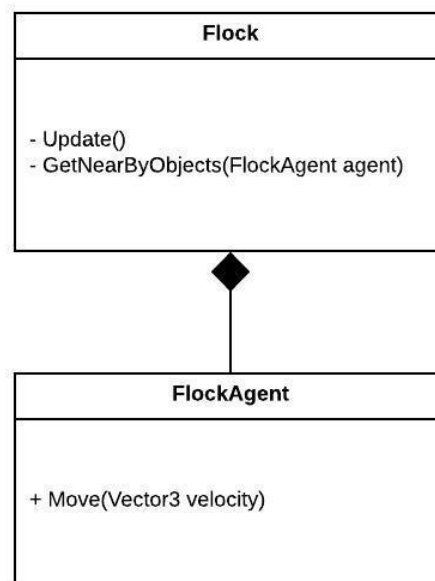 Flock
- Update()
- GetNearByObjects(FlockAgent agent)
FlockAgent
+ Move(Vector3 velocity)